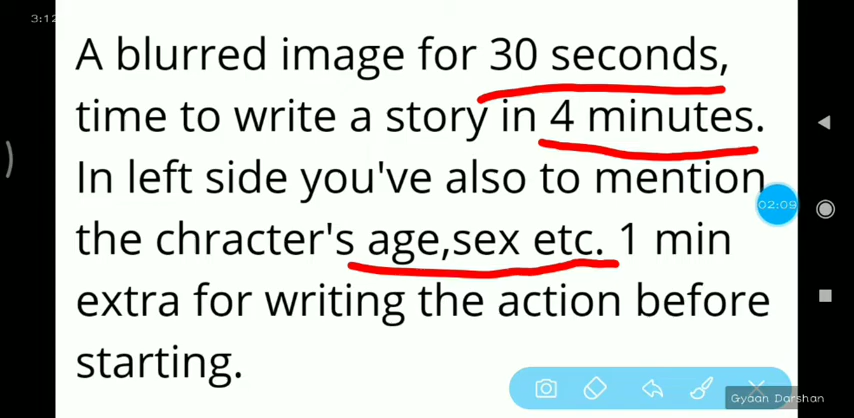 3:12
A blurred image for 30 seconds,
time to write a story in 4 minutes.
In left side you've also to mention
02:09
the chracter's age,sex etc. 1 min
extra for writing the action before
starting.
Gyaan Darshan